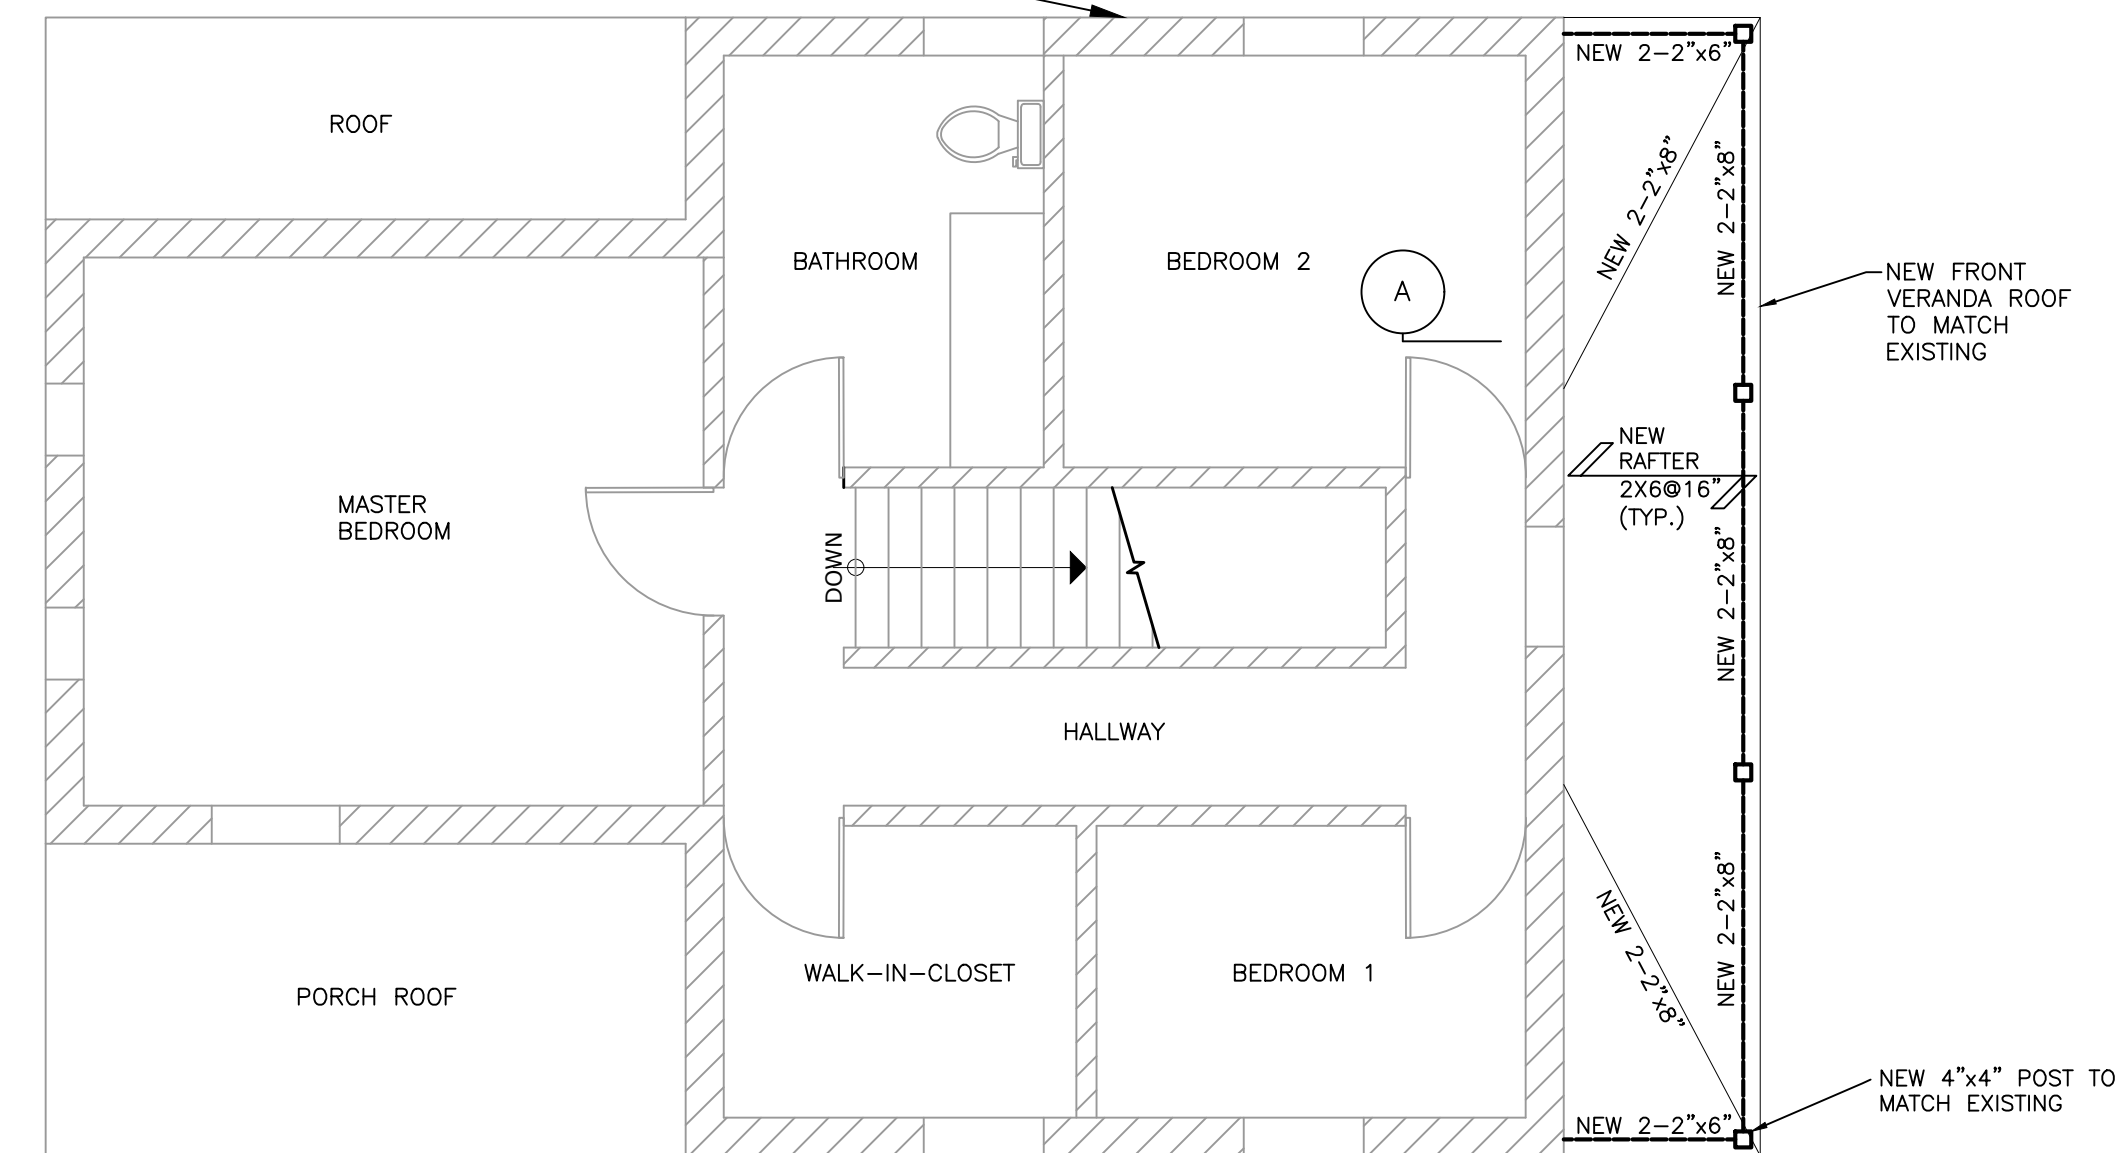 NEW 2-2"x6"
ROOF
NEW 2-2"x8"
NEW 2-2"x8"
BATHROOM
BEDROOM 2
A
NEW FRONT
VERANDA ROOF
TO MATCH
EXISTING
NEW
RAFTER
2X6@16"
(TYP.)
MASTER
BEDROOM
DOWN
NEW 2-2"x8"
HALLWAY
NEW 2-2"x8"
NEW 2-2"x8"
WALK-IN-CLOSET
BEDROOM 1
PORCH ROOF
NEW 4"x4" POST TO
MATCH EXISTING
NEW 2-2"x6"